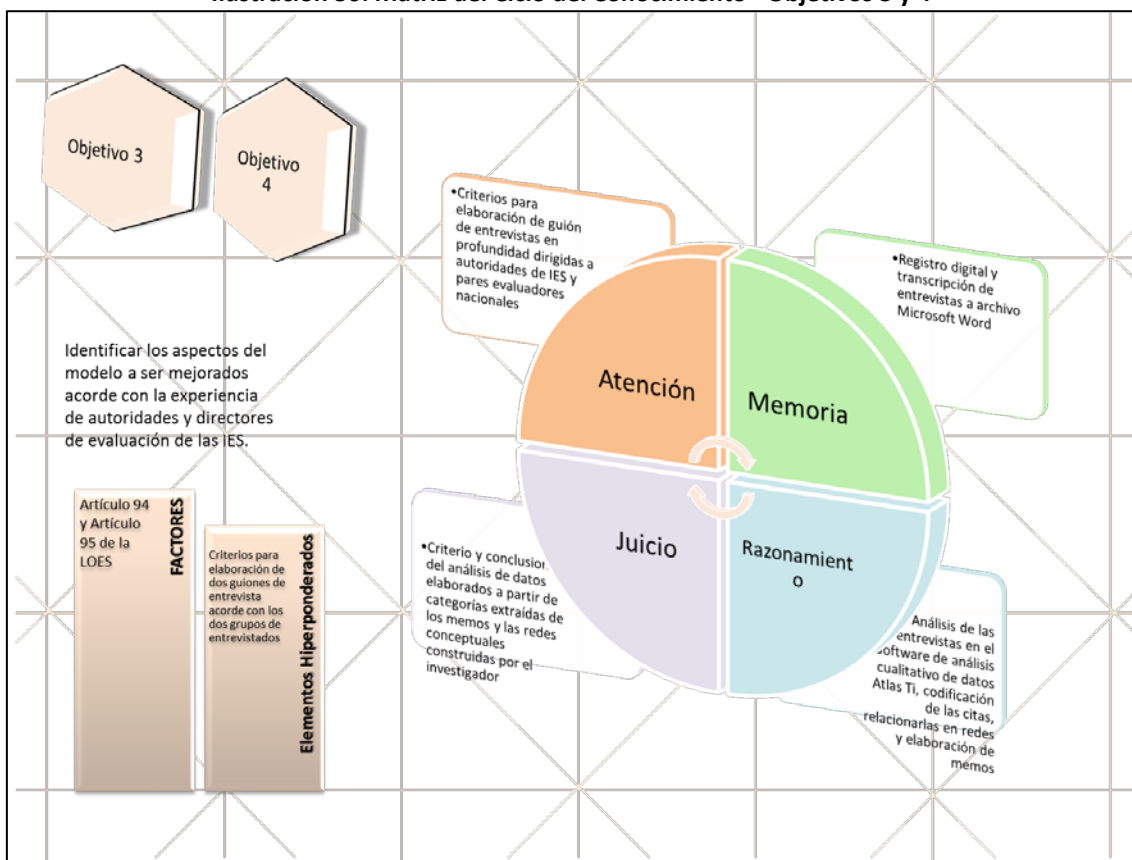 Objetivo 3
Objetivo
4
Identificar los aspectos del
modelo a ser mejorados
acorde con la experiencia
de autoridades y directores
de evaluación de las IES.
Artículo 94
y Artículo
95 de la
LOES
FACTORES
Criterios para
elaboración de
dos guiones de
entrevista
acorde con los
dos grupos de
entrevistados
Elementos Hiperponderados
•Criterios para
elaboración de guión
de entrevistas en
profundidad dirigidas a
autoridades de IES y
pares evaluadores
nacionales
•Registro digital y
transcripción de
entrevistas a archivo
Microsoft Word
Atención
Memoria
Juicio
Razonamient
o
•Criterio y conclusion
del análisis de datos
elaborados a partir de
categorías extraídas de
los memos y las redes
conceptuales
construidas por el
investigador
Análisis de las
entrevistas en el
software de análisis
cualitativo de datos
Atlas Ti, codificación
de las citas,
relacionarlas en redes
y elaboración de
memos